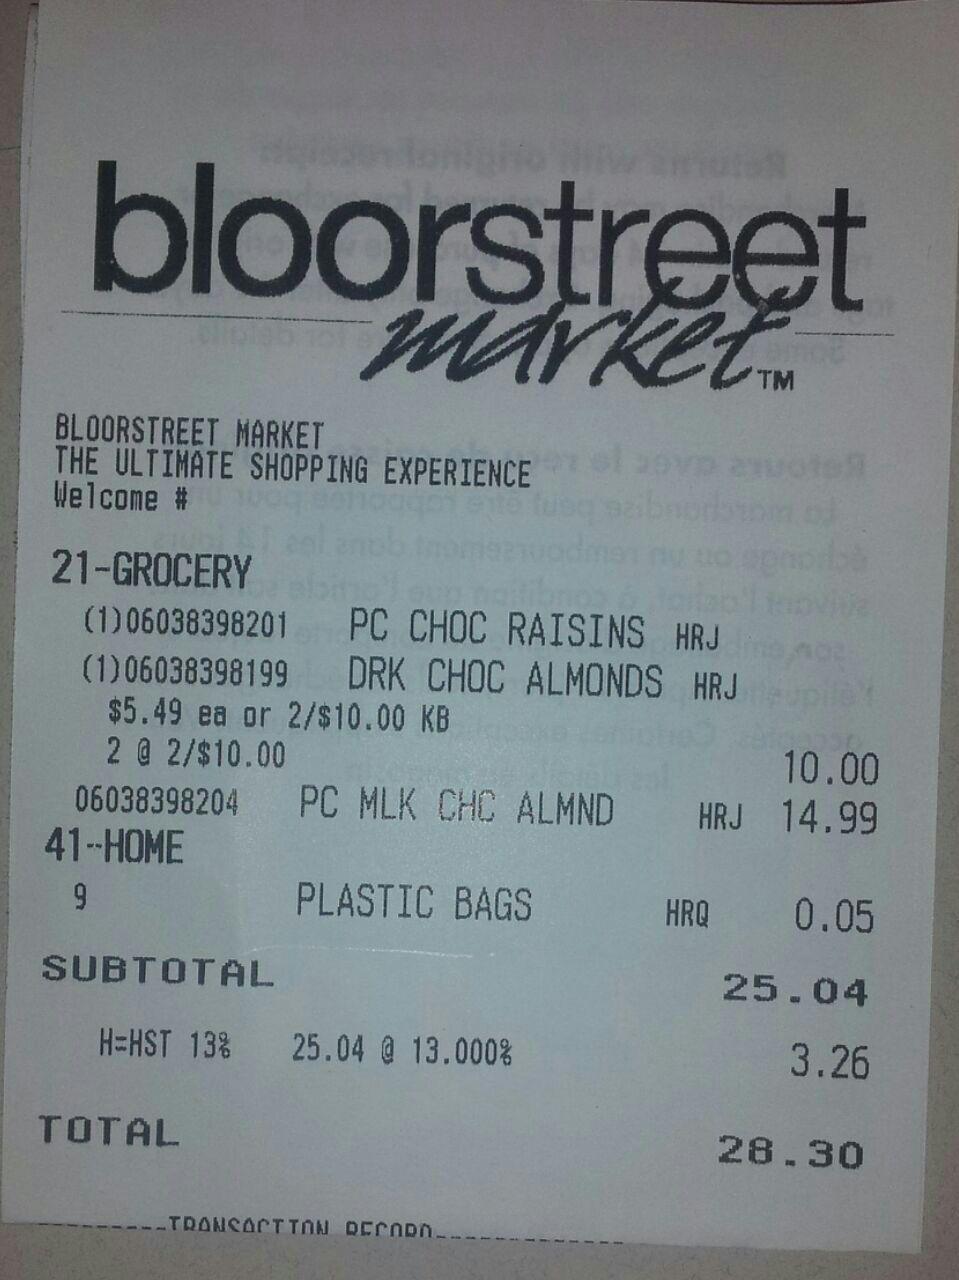 bloorstreet
market™
BLOORSTREET MARKET
THE ULTIMATE SHOPPING EXPERIENCE
Welcome #
21-GROCERY
(1)06038398201 PC CHOC RAISINS HRJ
(1)06038398199 DRK CHOC ALMONDS HRJ
$5.49 ea or 2/$10.00 KB
2 @ 2/$10.00 10.00
06038398204 PC MLK CHC ALMND HRJ 14.99
41-HOME
9 PLASTIC BAGS HRQ 0.05
SUBTOTAL 25.04
H=HST 13% 25.04 @ 13.000% 3.26
TOTAL 28.30
----------TRANSACTION RECORD--------------